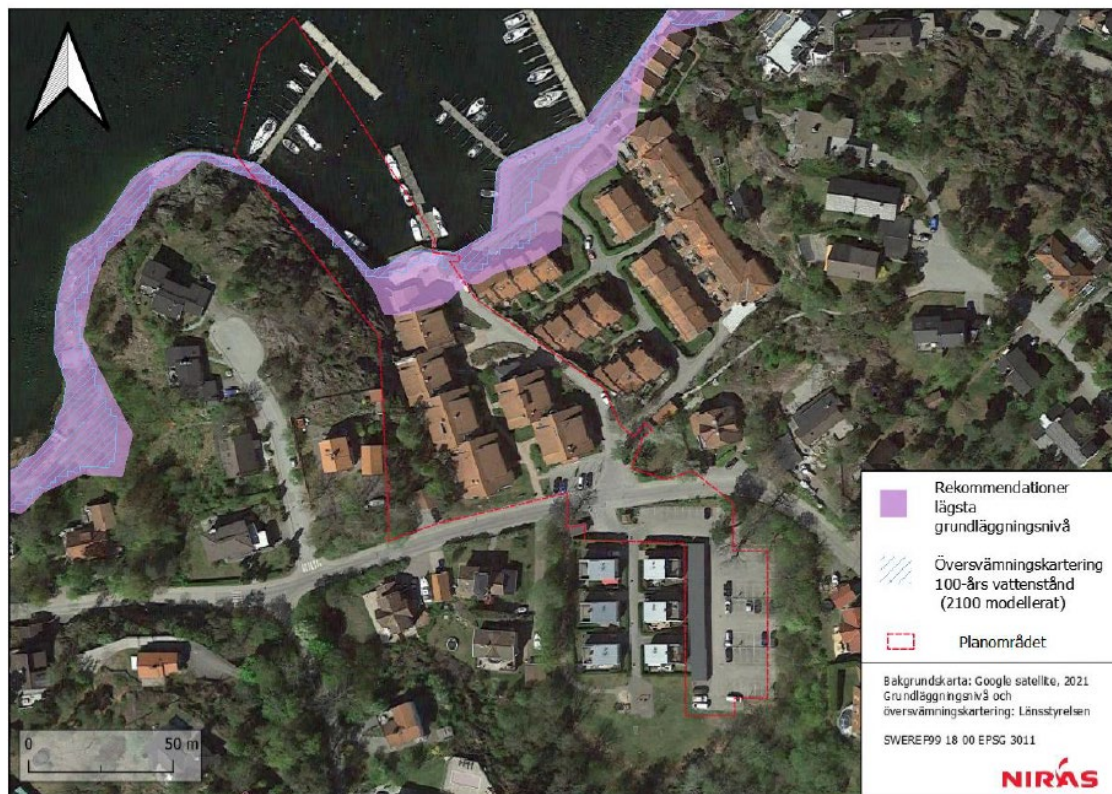 Rekommendationer
lägsta
grundläggningsnivå
Översvämningskartering
100-års vattenstånd
(2100 modellerat)
Planområdet
Bakgrundskarta: Google satellite, 2021
Grundläggningsnivå och
översvämningskartering: Länsstyrelsen
SWEREF99 18 00 EPSG 3011
NIRAS
0 50 m